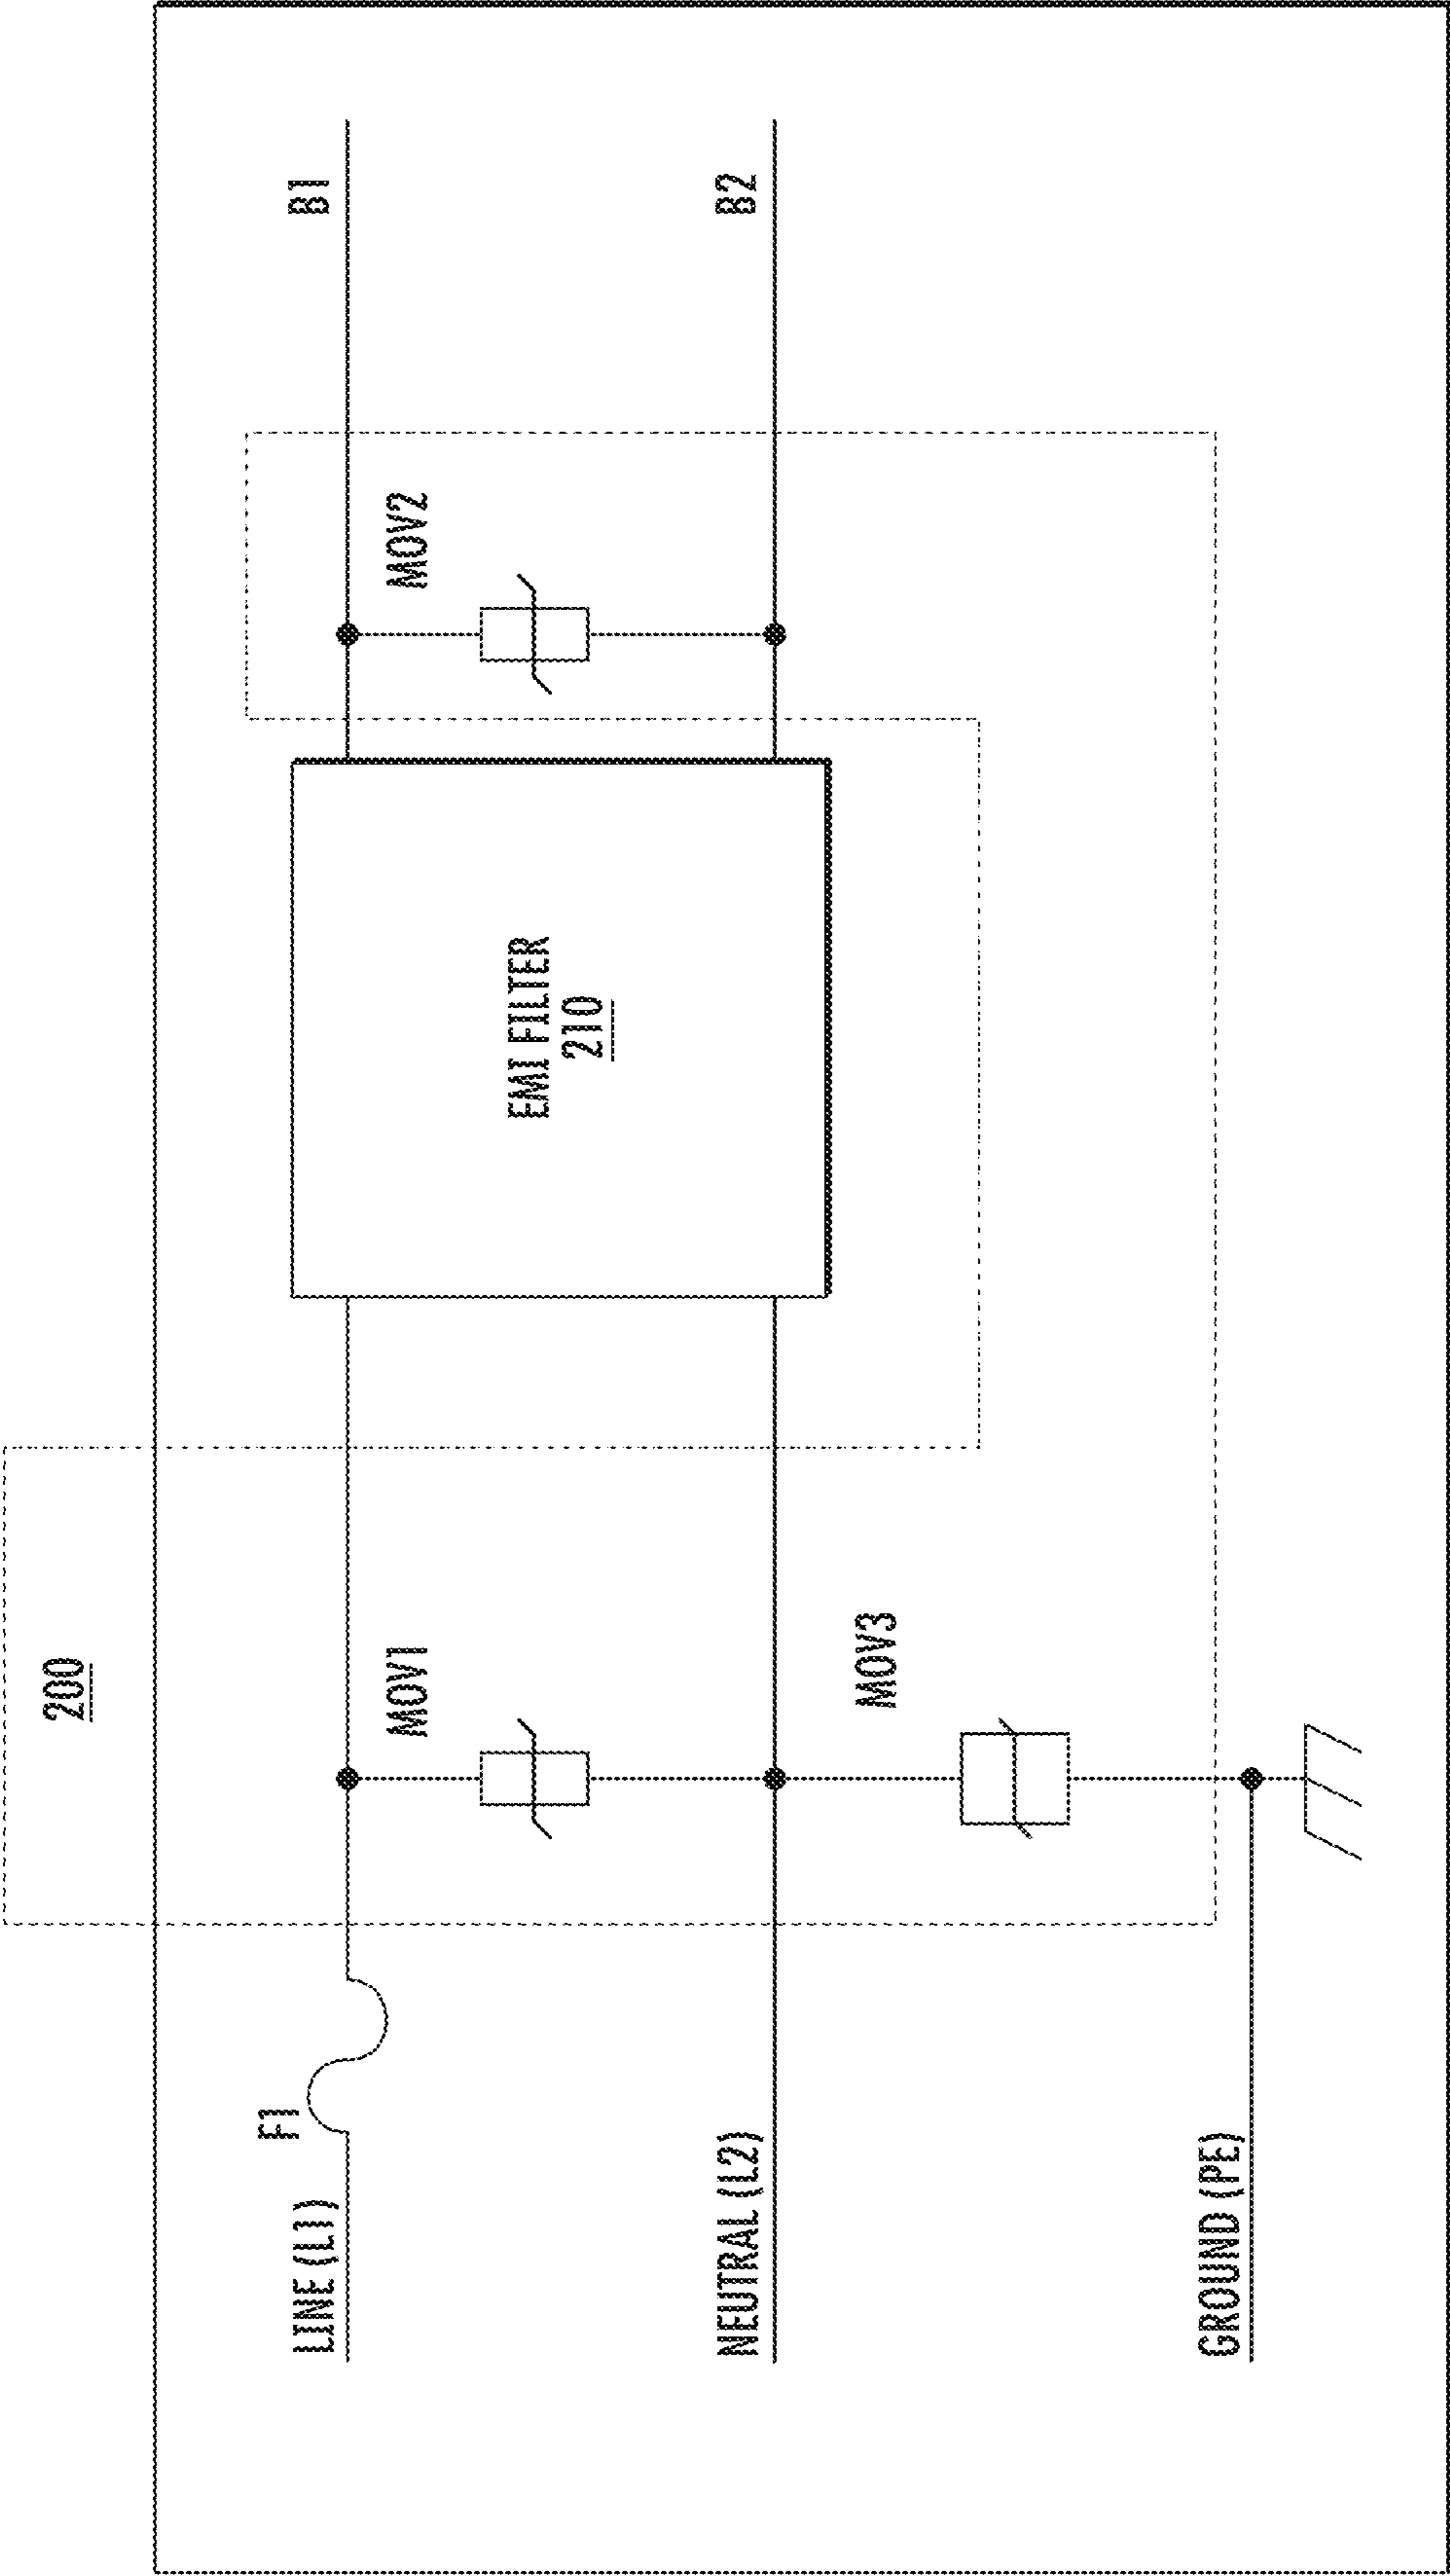 200
F1
LINE (L1)
MOV1
EMI FILTER
210
MOV2
B1
NEUTRAL (L2)
MOV3
B2
GROUND (PE)